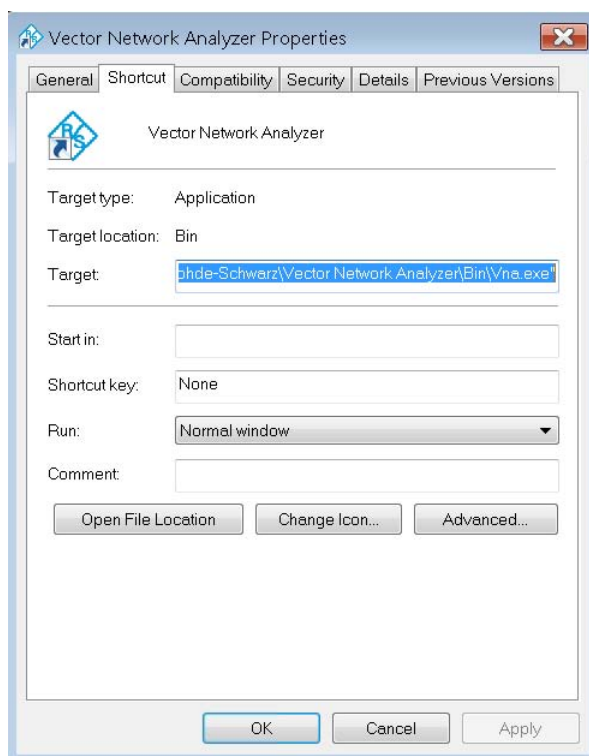 Vector Network Analyzer Properties
General Shortcut Compatibility Security Details Previous Versions
R S
Vector Network Analyzer
Target type: Application
Target location: Bin
Target: ohde-Schwarz\Vector Network Analyzer\Bin\Vna.exe"
Start in:
Shortcut key: None
Run: Normal window
Comment:
Open File Location Change Icon... Advanced...
OK Cancel Apply